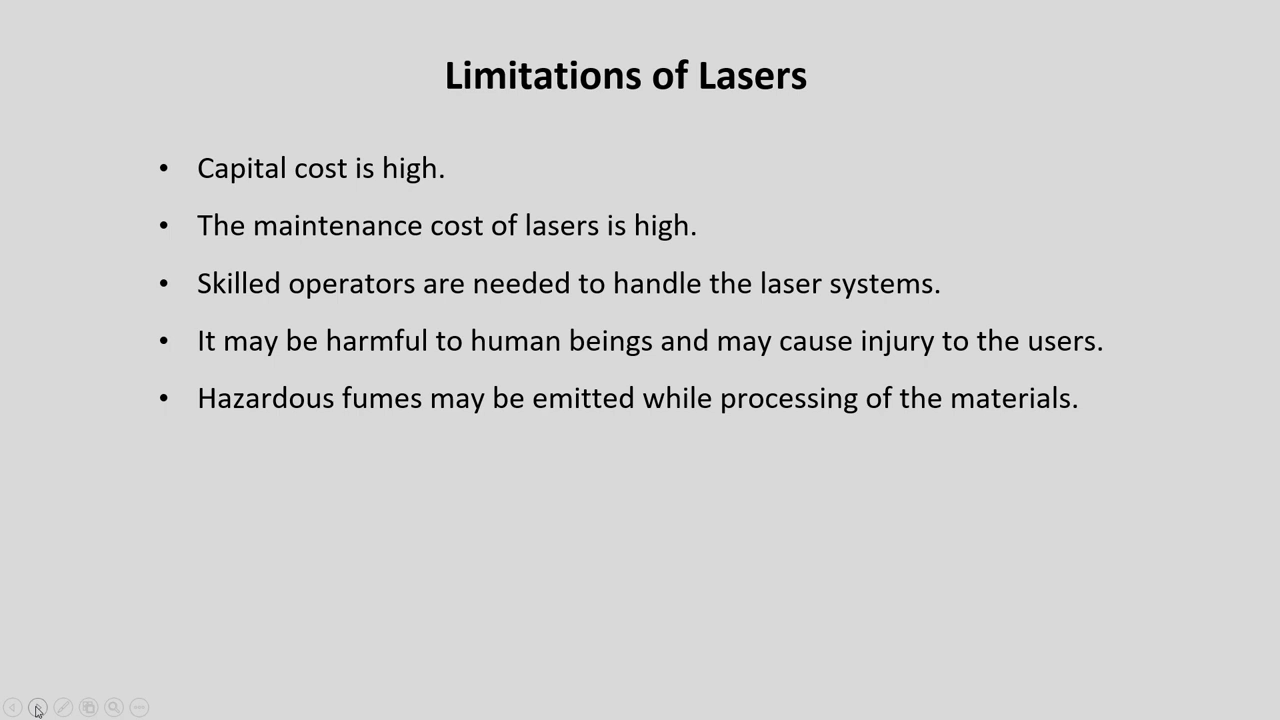 Limitations of Lasers
• Capital cost is high.
• The maintenance cost of lasers is high.
• Skilled operators are needed to handle the laser systems.
• It may be harmful to human beings and may cause injury to the users.
• Hazardous fumes may be emitted while processing of the materials.